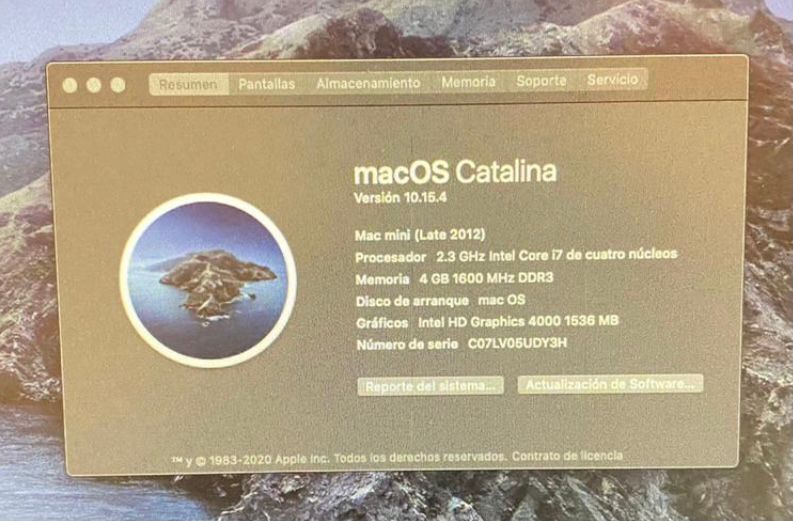 Resumen Pantallas Almacenamiento Memoria Soporte Servicio
macOS Catalina
Versión 10.15.4
Mac mini (Late 2012)
Procesador 2.3 GHz Intel Core i7 de cuatro núcleos
Memoria 4 GB 1600 MHz DDR3
Disco de arranque mac OS
Gráficos Intel HD Graphics 4000 1536 MB
Número de serie C07LV05UDY3H
Reporte del sistema... Actualización de Software...
™ y © 1983-2020 Apple Inc. Todos los derechos reservados. Contrato de licencia